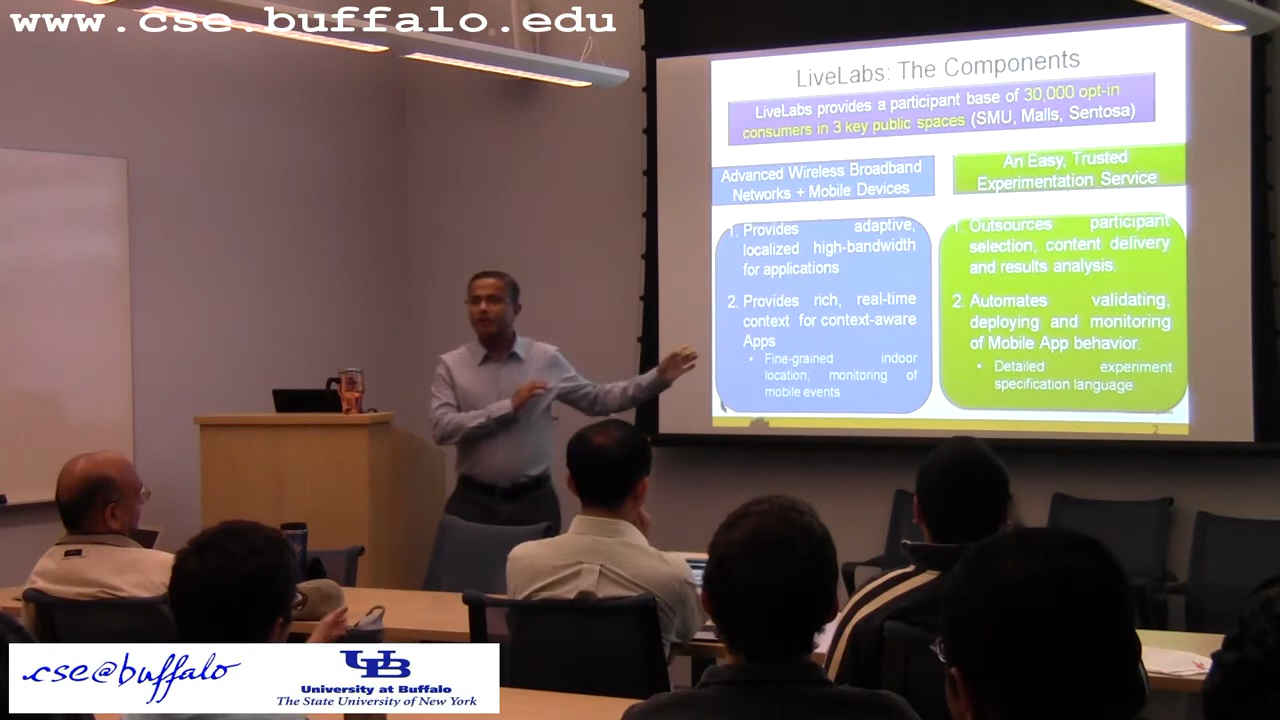 www.cse.buffalo.edu
LiveLabs: The Components
LiveLabs provides a participant base of 30,000 opt-in
consumers in 3 key public spaces (SMU, Malls, Sentosa)
Advanced Wireless Broadband
Networks + Mobile Devices
1. Provides adaptive,
localized high-bandwidth
for applications
2. Provides rich, real-time
context for context-aware
Apps
• Fine-grained indoor
location; monitoring of
mobile events
An Easy, Trusted
Experimentation Service
1. Outsources participant
selection, content delivery
and results analysis.
2. Automates validating,
deploying and monitoring
of Mobile App behavior.
• Detailed experiment
specification language
2
cse@buffalo
UB
University at Buffalo
The State University of New York